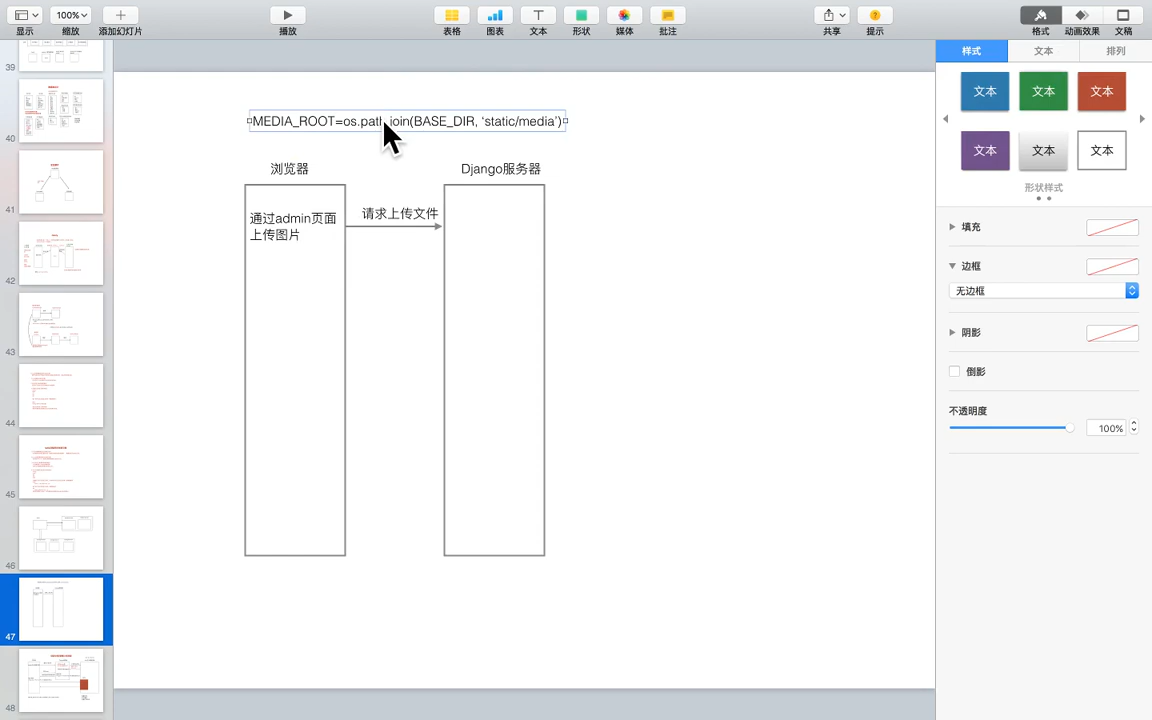 显示
100%
缩放
添加幻灯片
播放
表格
图表
文本
形状
媒体
批注
共享
提示
格式
动画效果
文稿
39
40
41
42
43
44
45
46
47
48
MEDIA_ROOT=os.path.join(BASE_DIR, ‘static/media’)
浏览器
Django服务器
通过admin页面
上传图片
请求上传文件
样式
文本
排列
文本
文本
文本
文本
文本
文本
形状样式
填充
边框
无边框
阴影
倒影
不透明度
100%